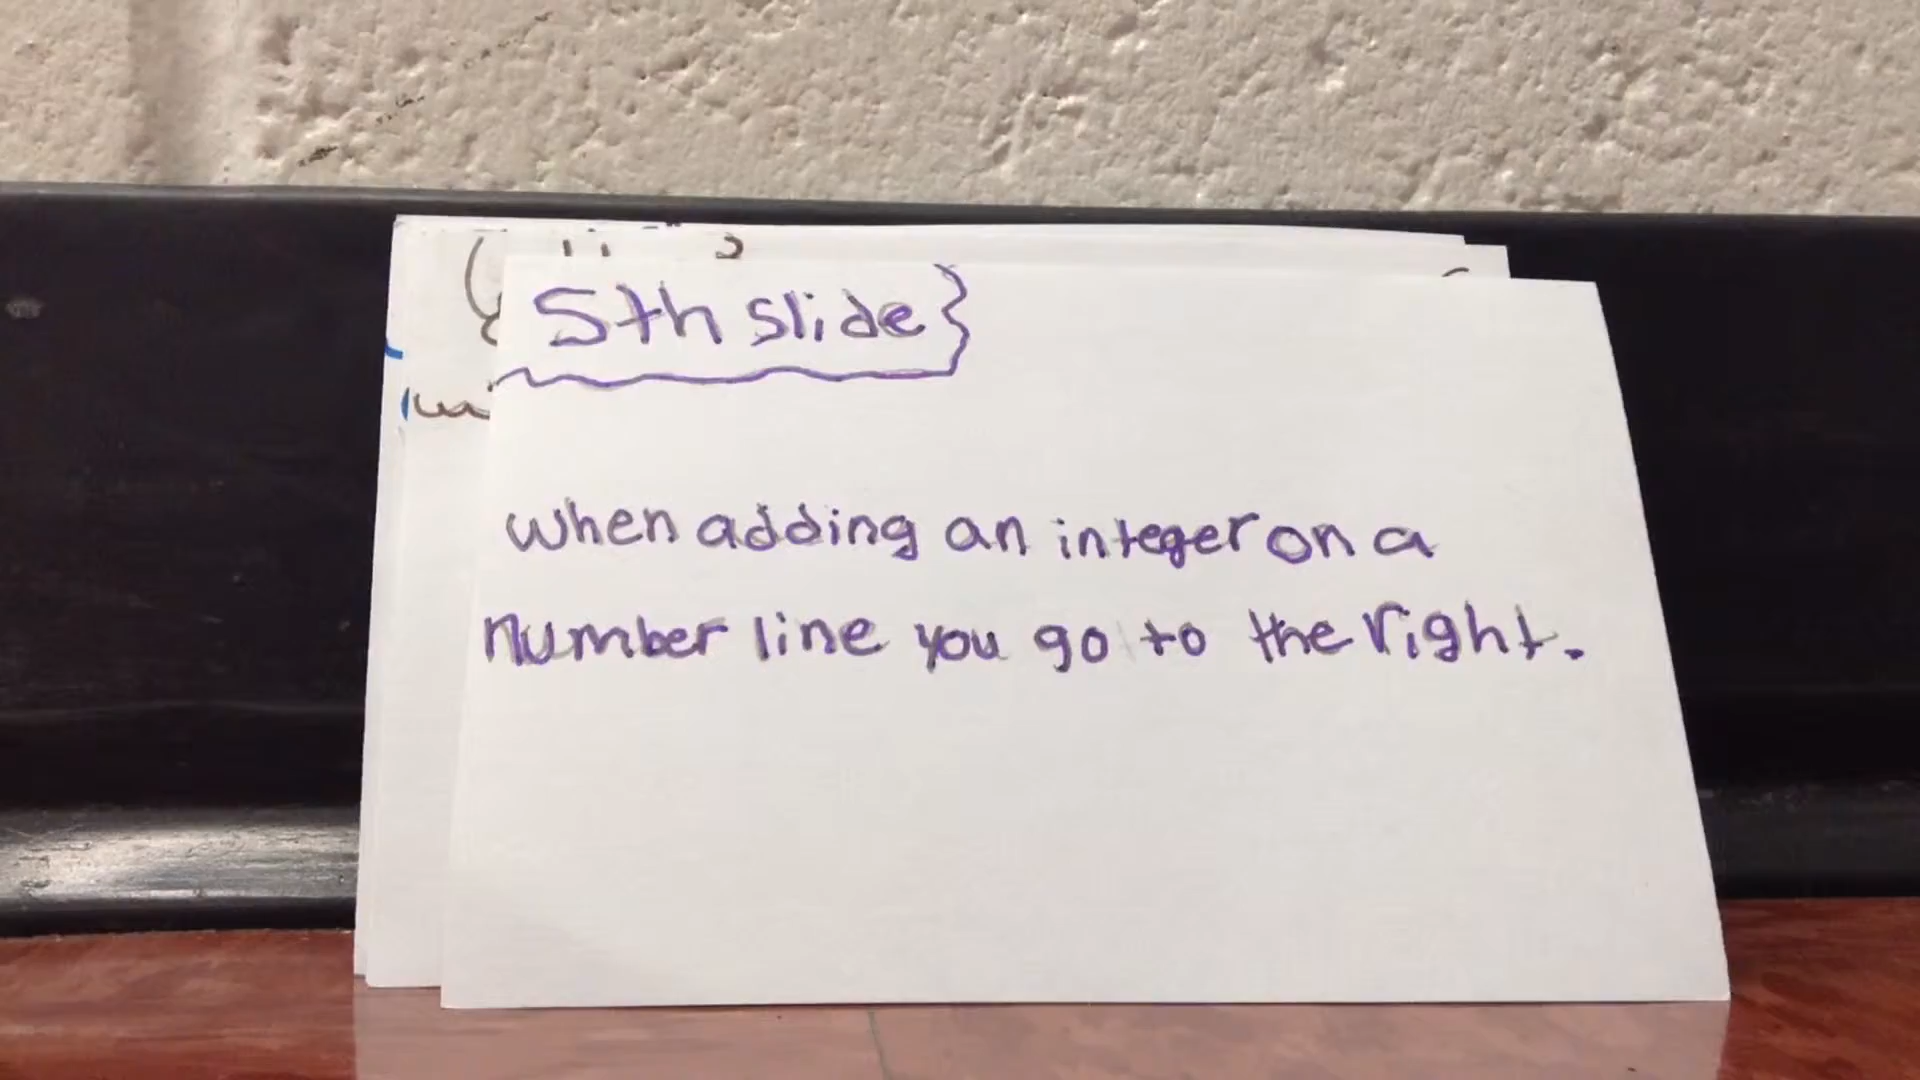 5th slide
when adding an integer on a
number line you go to the right.